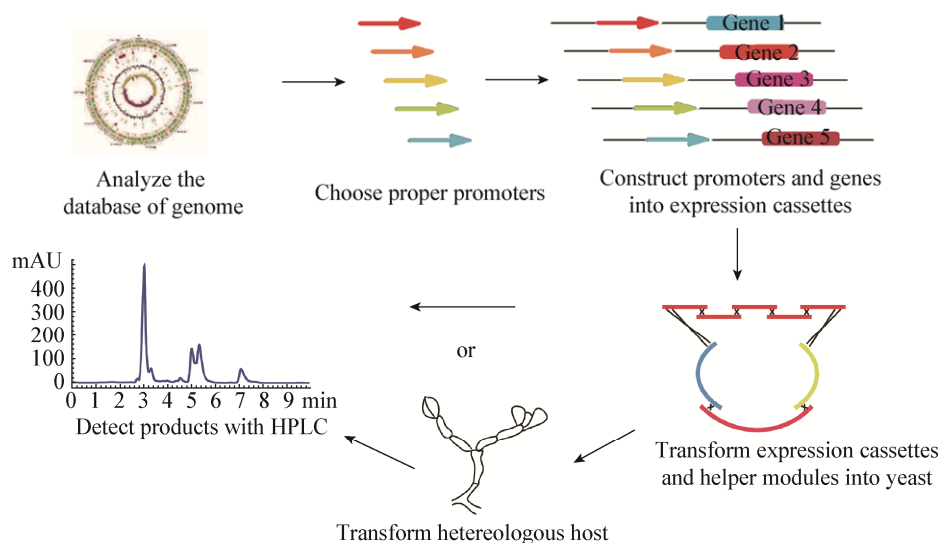 Gene 1
Gene 2
Gene 3
Gene 4
Gene 5
Analyze the
database of genome
Choose proper promoters
Construct promoters and genes
into expression cassettes
mAU
400
300
200
100
0
0 1 2 3 4 5 6 7 8 9 min
Detect products with HPLC
or
Transform expression cassettes
and helper modules into yeast
Transform hetereologous host